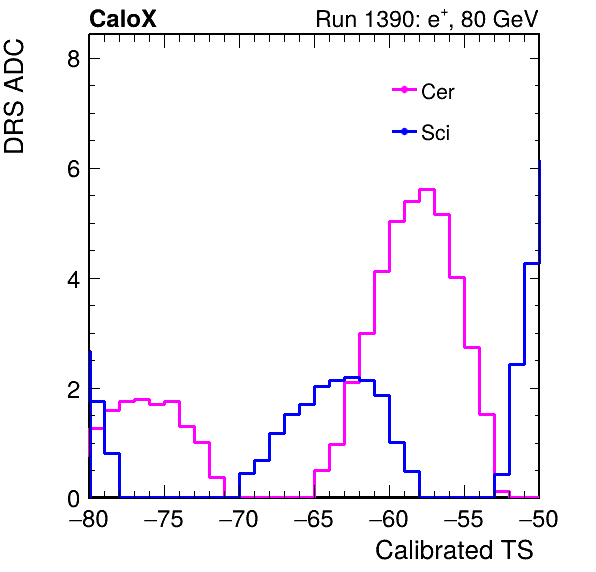 CaloX Run 1390: e⁺, 80 GeV
DRS ADC
8
6
4
2
0
Cer
Sci
−80 −75 −70 −65 −60 −55 −50
Calibrated TS